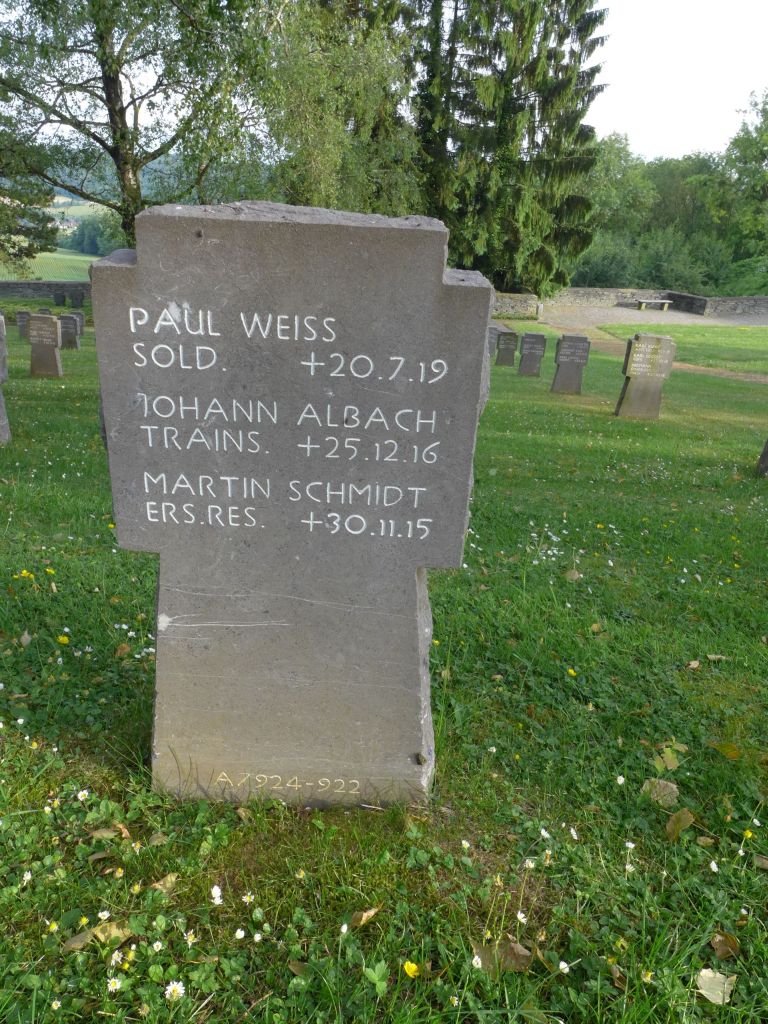 PAUL WEISS
SOLD. +20.7.19
JOHANN ALBACH
TRAINS. +25.12.16
MARTIN SCHMIDT
ERS.RES. +30.11.15
A7924-922